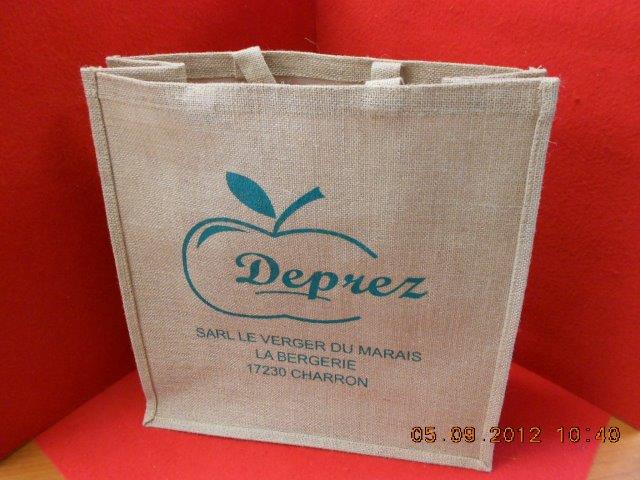 Deprez
SARL LE VERGER DU MARAIS
LA BERGERIE
17230 CHARRON
05.09.2012 10:40